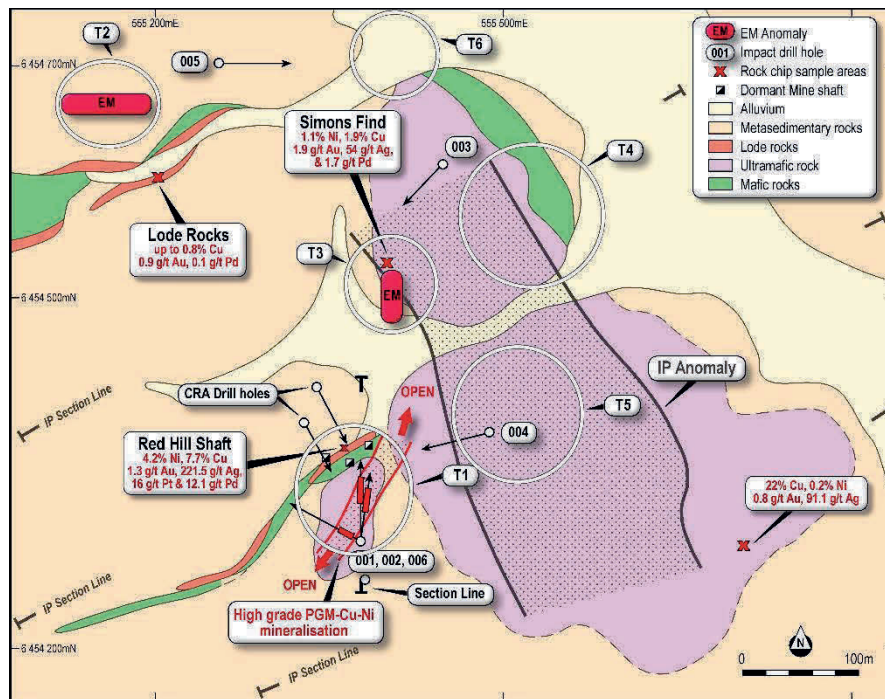 555 200mE
555 500mE
T2
005
T6
6 454 700mN
EM
Simons Find
1.1% Ni, 1.9% Cu
1.9 g/t Au, 54 g/t Ag,
& 1.7 g/t Pd
003
T4
EM
EM Anomaly
001
Impact drill hole
Rock chip sample areas
Dormant Mine shaft
Alluvium
Metasedimentary rocks
Lode rocks
Ultramafic rock
Mafic rocks
Lode Rocks
up to 0.8% Cu
0.9 g/t Au, 0.1 g/t Pd
T3
EM
6 454 500mN
IP Anomaly
IP Section Line
CRA Drill holes
OPEN
T5
004
Red Hill Shaft
4.2% Ni, 7.7% Cu
1.3 g/t Au, 221.5 g/t Ag,
16 g/t Pt & 12.1 g/t Pd
T1
22% Cu, 0.2% Ni
0.8 g/t Au, 91.1 g/t Ag
001, 002, 006
OPEN
Section Line
IP Section Line
High grade PGM-Cu-Ni
mineralisation
6 454 200mN
IP Section Line
N
0
100m